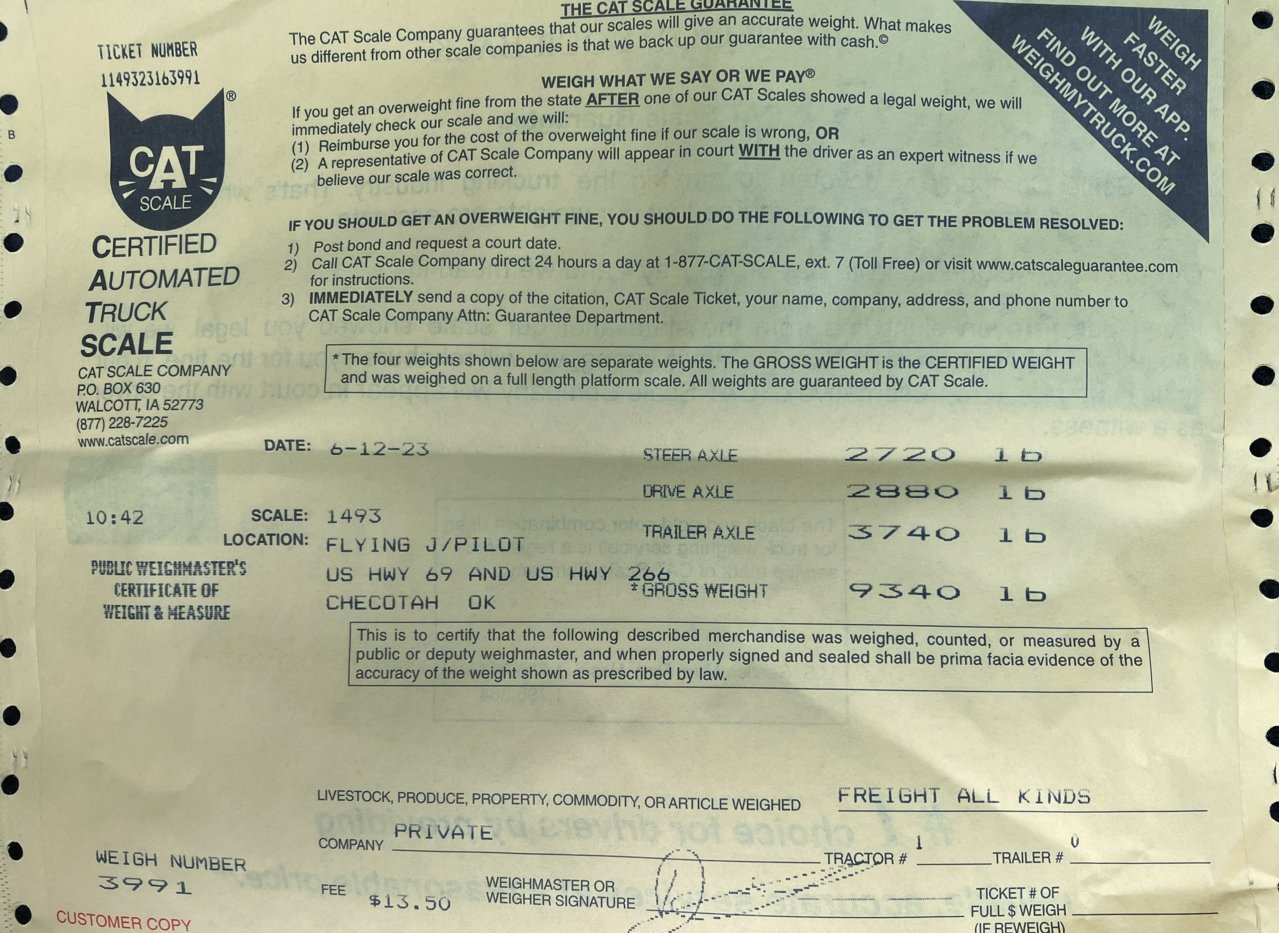 THE CAT SCALE GUARANTEE
The CAT Scale Company guarantees that our scales will give an accurate weight. What makes
us different from other scale companies is that we back up our guarantee with cash.©
WEIGH WHAT WE SAY OR WE PAY®
If you get an overweight fine from the state AFTER one of our CAT Scales showed a legal weight, we will
immediately check our scale and we will:
(1) Reimburse you for the cost of the overweight fine if our scale is wrong, OR
(2) A representative of CAT Scale Company will appear in court WITH the driver as an expert witness if we
believe our scale was correct.
WEIGH
FASTER
WITH OUR APP.
FIND OUT MORE AT
WEIGHMYTRUCK.COM
TICKET NUMBER
1149323163991
CAT
SCALE
®
CERTIFIED
AUTOMATED
TRUCK
SCALE
CAT SCALE COMPANY
P.O. BOX 630
WALCOTT, IA 52773
(877) 228-7225
www.catscale.com
IF YOU SHOULD GET AN OVERWEIGHT FINE, YOU SHOULD DO THE FOLLOWING TO GET THE PROBLEM RESOLVED:
1) Post bond and request a court date.
2) Call CAT Scale Company direct 24 hours a day at 1-877-CAT-SCALE, ext. 7 (Toll Free) or visit www.catscaleguarantee.com
for instructions.
3) IMMEDIATELY send a copy of the citation, CAT Scale Ticket, your name, company, address, and phone number to
CAT Scale Company Attn: Guarantee Department.
* The four weights shown below are separate weights. The GROSS WEIGHT is the CERTIFIED WEIGHT
and was weighed on a full length platform scale. All weights are guaranteed by CAT Scale.
DATE: 6-12-23
STEER AXLE 2720 lb
DRIVE AXLE 2880 lb
10:42
SCALE: 1493
TRAILER AXLE 3740 lb
LOCATION: FLYING J/PILOT
US HWY 69 AND US HWY 266
*GROSS WEIGHT 9340 lb
CHECOTAH OK
PUBLIC WEIGHMASTER'S
CERTIFICATE OF
WEIGHT & MEASURE
This is to certify that the following described merchandise was weighed, counted, or measured by a
public or deputy weighmaster, and when properly signed and sealed shall be prima facia evidence of the
accuracy of the weight shown as prescribed by law.
LIVESTOCK, PRODUCE, PROPERTY, COMMODITY, OR ARTICLE WEIGHED FREIGHT ALL KINDS
COMPANY PRIVATE TRACTOR # 1 TRAILER # 0
WEIGH NUMBER
3991
FEE $13.50
WEIGHMASTER OR
WEIGHER SIGNATURE
TICKET # OF
FULL $ WEIGH
(IF REWEIGH)
CUSTOMER COPY